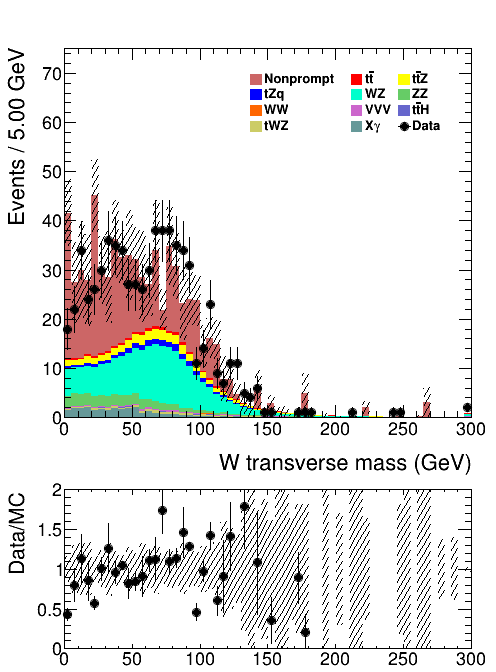 Events / 5.00 GeV
70
60
50
40
30
20
10
0
Nonprompt tt̄ tt̄Z
tZq WZ ZZ
WW VVV tt̄H
tWZ Xγ Data
0 50 100 150 200 250 300
W transverse mass (GeV)
Data/MC
2
1.5
1
0.5
0
0 50 100 150 200 250 300